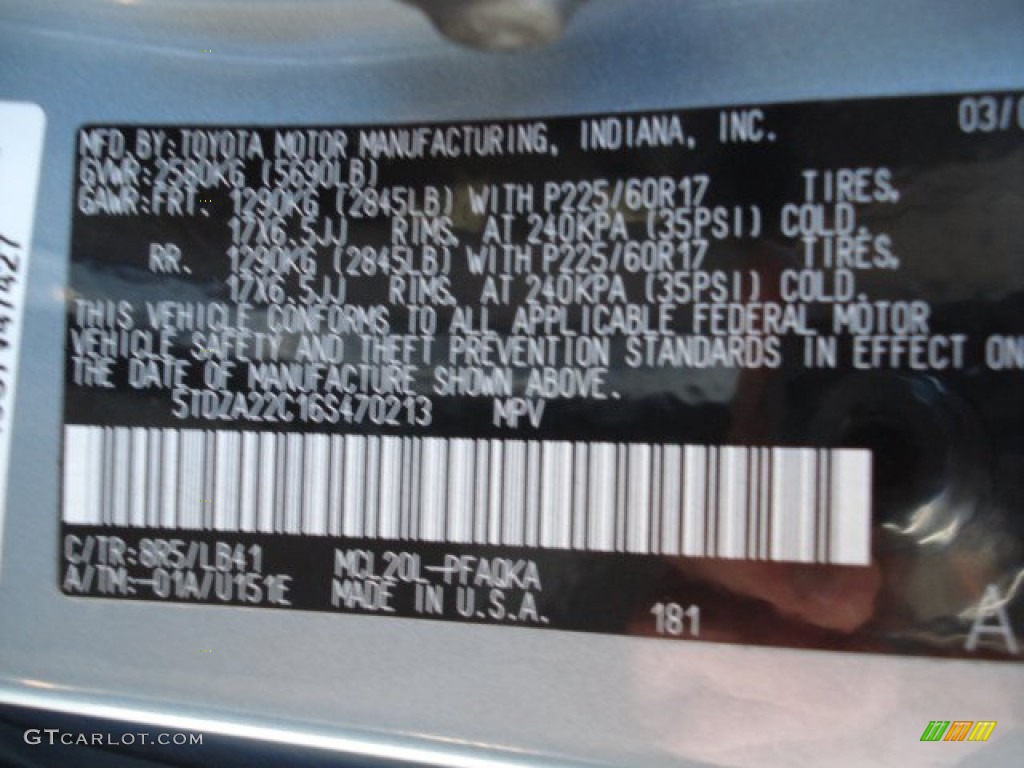 03/
MFD.BY:TOYOTA MOTOR MANUFACTURING, INDIANA, INC.
GVWR:2580KG (5690LB)
GAWR:FRT. 1290KG (2845LB) WITH P225/60R17 TIRES,
17X6.5JJ RIMS, AT 240KPA (35PSI) COLD.
RR. 1290KG (2845LB) WITH P225/60R17 TIRES,
17X6.5JJ RIMS, AT 240KPA (35PSI) COLD.
THIS VEHICLE CONFORMS TO ALL APPLICABLE FEDERAL MOTOR
VEHICLE SAFETY AND THEFT PREVENTION STANDARDS IN EFFECT ON
THE DATE OF MANUFACTURE SHOWN ABOVE.
5TDZA22C16S470213 MPV
C/TR:8R5/LB41 MCL20L-PFAQKA
A/TM:-01A/U151E MADE IN U.S.A.
181
A
GTCARLOT.COM